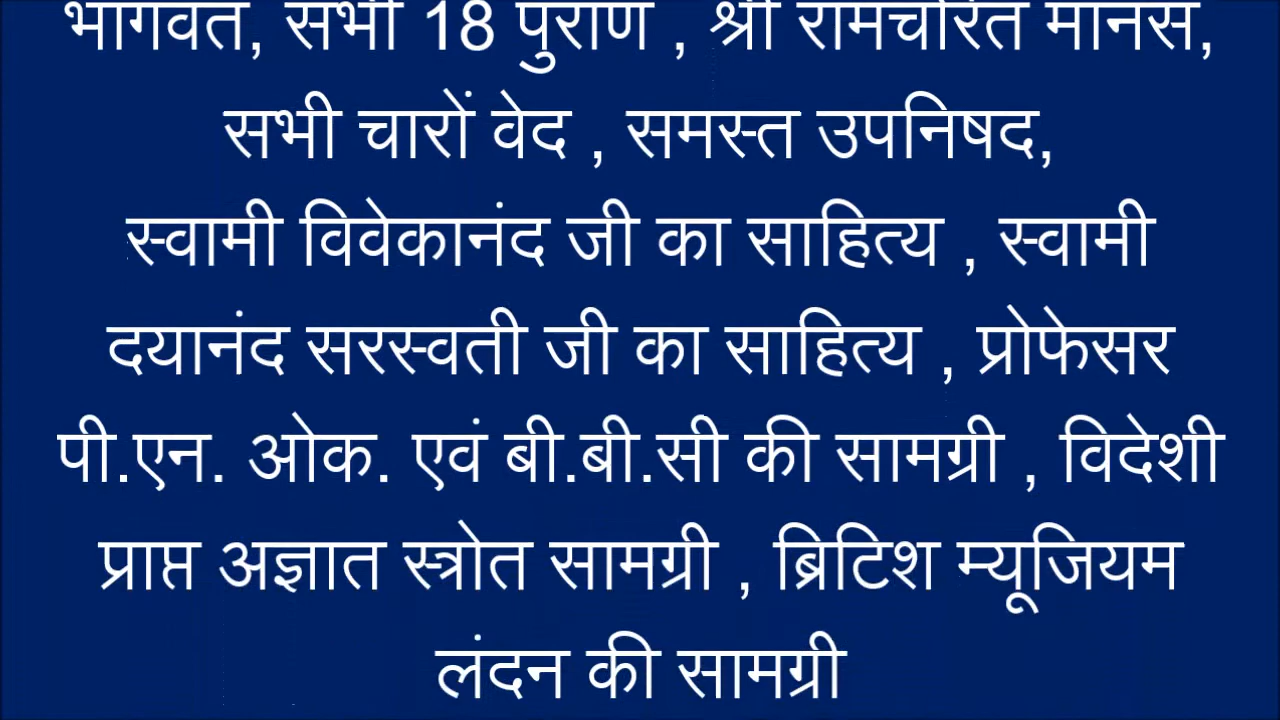 भागवत, सभी 18 पुराण , श्री रामचरित मानस,
सभी चारों वेद , समस्त उपनिषद,
स्वामी विवेकानंद जी का साहित्य , स्वामी
दयानंद सरस्वती जी का साहित्य , प्रोफेसर
पी.एन. ओक. एवं बी.बी.सी की सामग्री , विदेशी
प्राप्त अज्ञात स्त्रोत सामग्री , ब्रिटिश म्यूजियम
लंदन की सामग्री